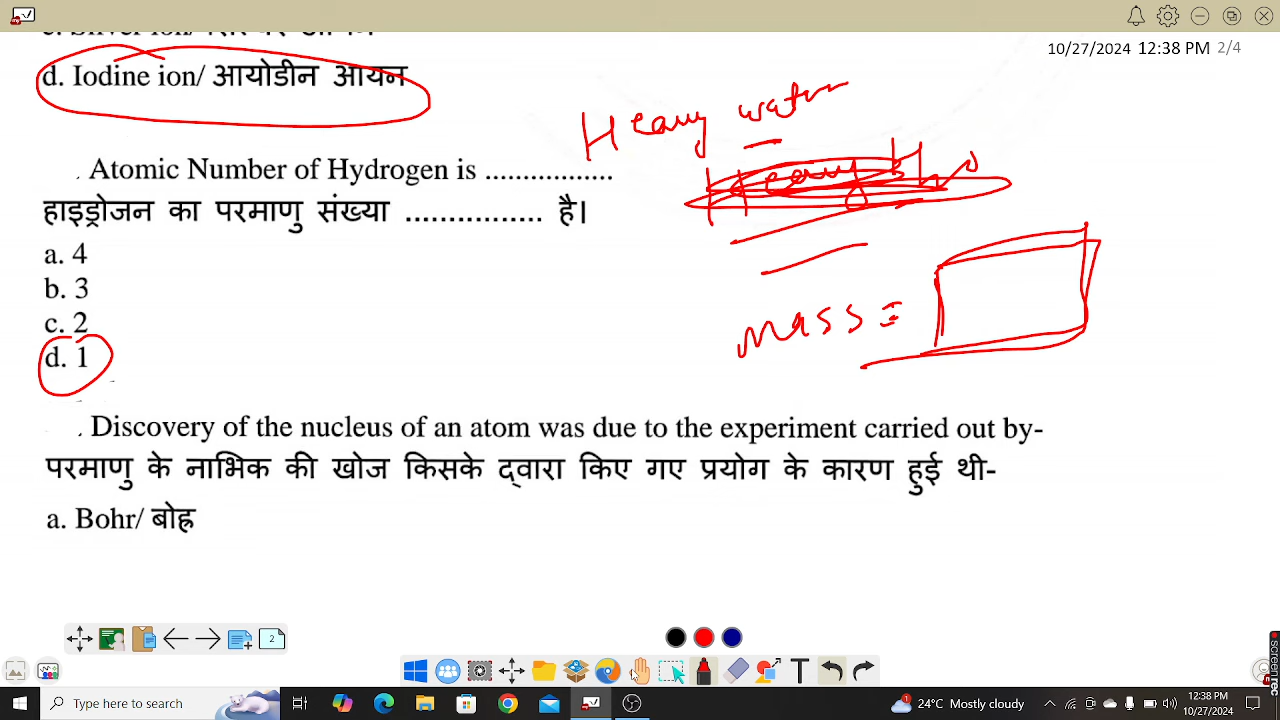 10/27/2024 12:38 PM 2/4
d. Iodine ion/ आयोडीन आयन
Heavy water
Atomic Number of Hydrogen is .................
हाइड्रोजन का परमाणु संख्या ................ है।
a. 4
b. 3
c. 2
mass =
d. 1
Discovery of the nucleus of an atom was due to the experiment carried out by-
परमाणु के नाभिक की खोज किसके द्वारा किए गए प्रयोग के कारण हुई थी-
a. Bohr/ बोह्र
2
Type here to search
24°C Mostly cloudy
12:38 PM
10/27/2024